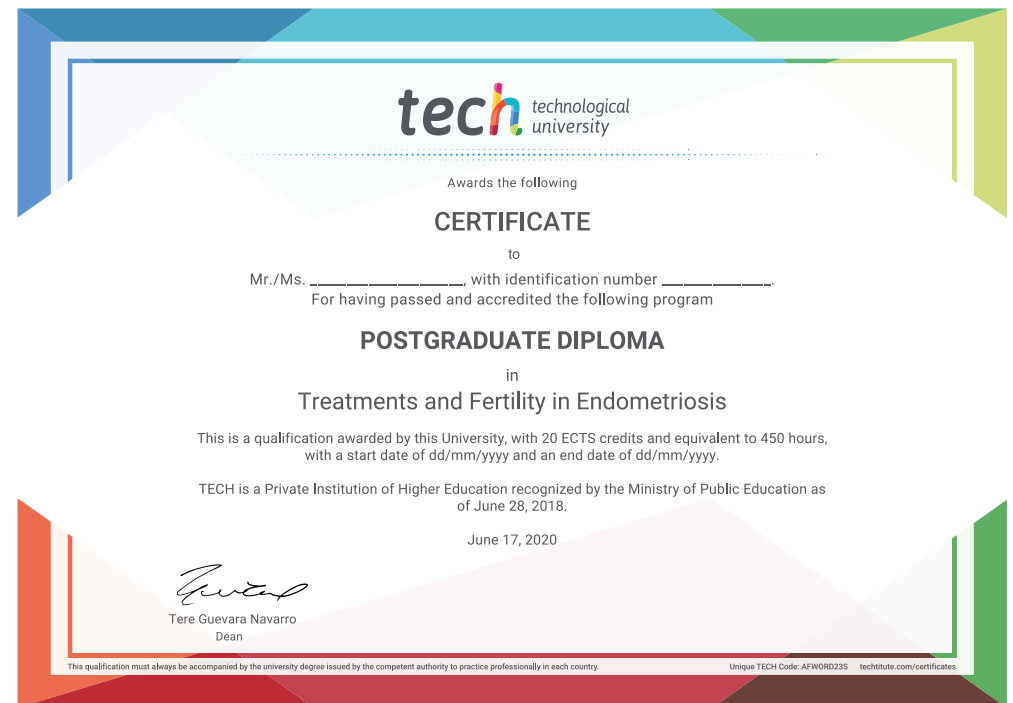 tech technological
university
Awards the following
CERTIFICATE
to
Mr./Ms. ____________________, with identification number ______________.
For having passed and accredited the following program
POSTGRADUATE DIPLOMA
in
Treatments and Fertility in Endometriosis
This is a qualification awarded by this University, with 20 ECTS credits and equivalent to 450 hours,
with a start date of dd/mm/yyyy and an end date of dd/mm/yyyy.
TECH is a Private Institution of Higher Education recognized by the Ministry of Public Education as
of June 28, 2018.
June 17, 2020
Tere Guevara Navarro
Dean
This qualification must always be accompanied by the university degree issued by the competent authority to practice professionally in each country. Unique TECH Code: AFWORD23S techtitute.com/certificates